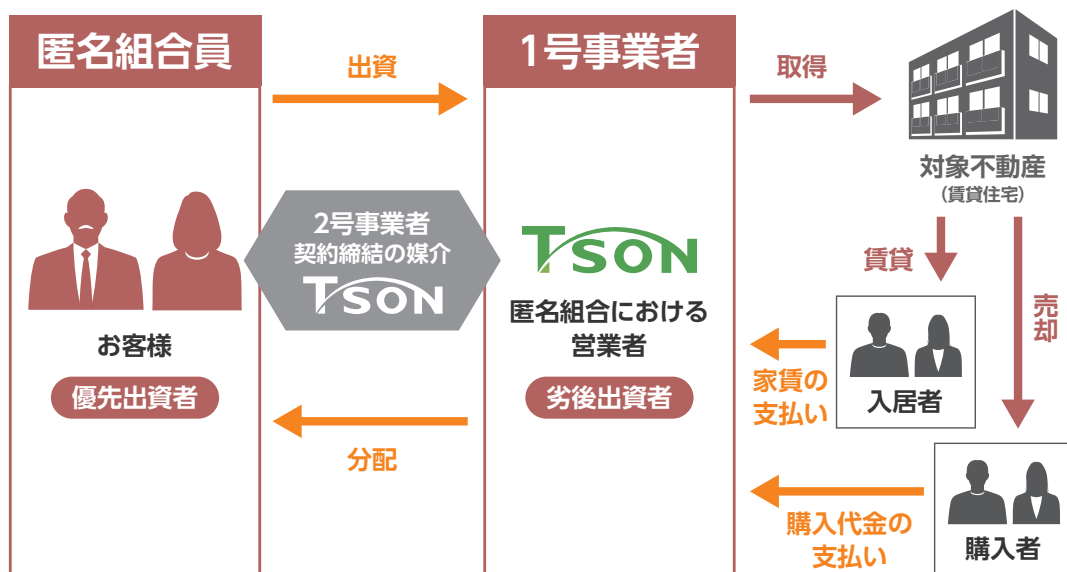 匿名組合員
出資
1号事業者
取得
対象不動産
(賃貸住宅)
2号事業者
契約締結の媒介
TSON
TSON
匿名組合における
営業者
お客様
優先出資者
劣後出資者
分配
賃貸
売却
入居者
家賃の
支払い
購入者
購入代金の
支払い